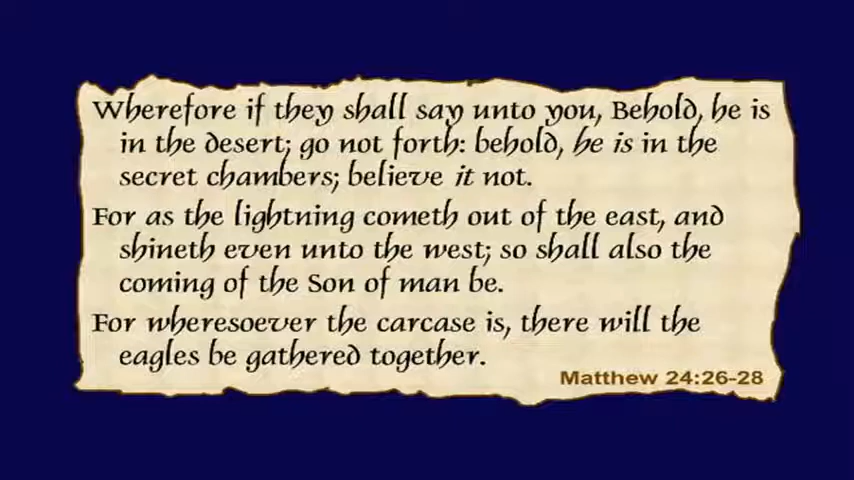 Wherefore if they shall say unto you, Behold, he is
in the desert; go not forth: behold, he is in the
secret chambers; believe it not.
For as the lightning cometh out of the east, and
shineth even unto the west; so shall also the
coming of the Son of man be.
For wheresoever the carcase is, there will the
eagles be gathered together.
Matthew 24:26-28